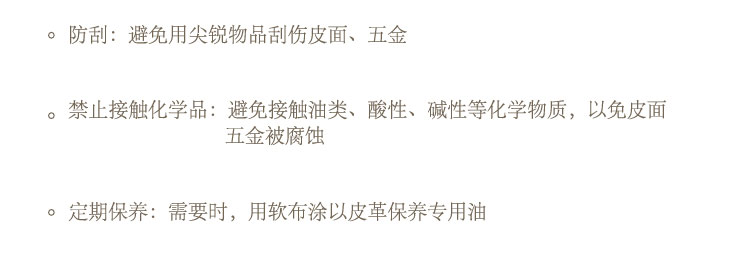 防刮：避免用尖锐物品刮伤皮面、五金
禁止接触化学品：避免接触油类、酸性、碱性等化学物质，以免皮面
五金被腐蚀
定期保养：需要时，用软布涂以皮革保养专用油